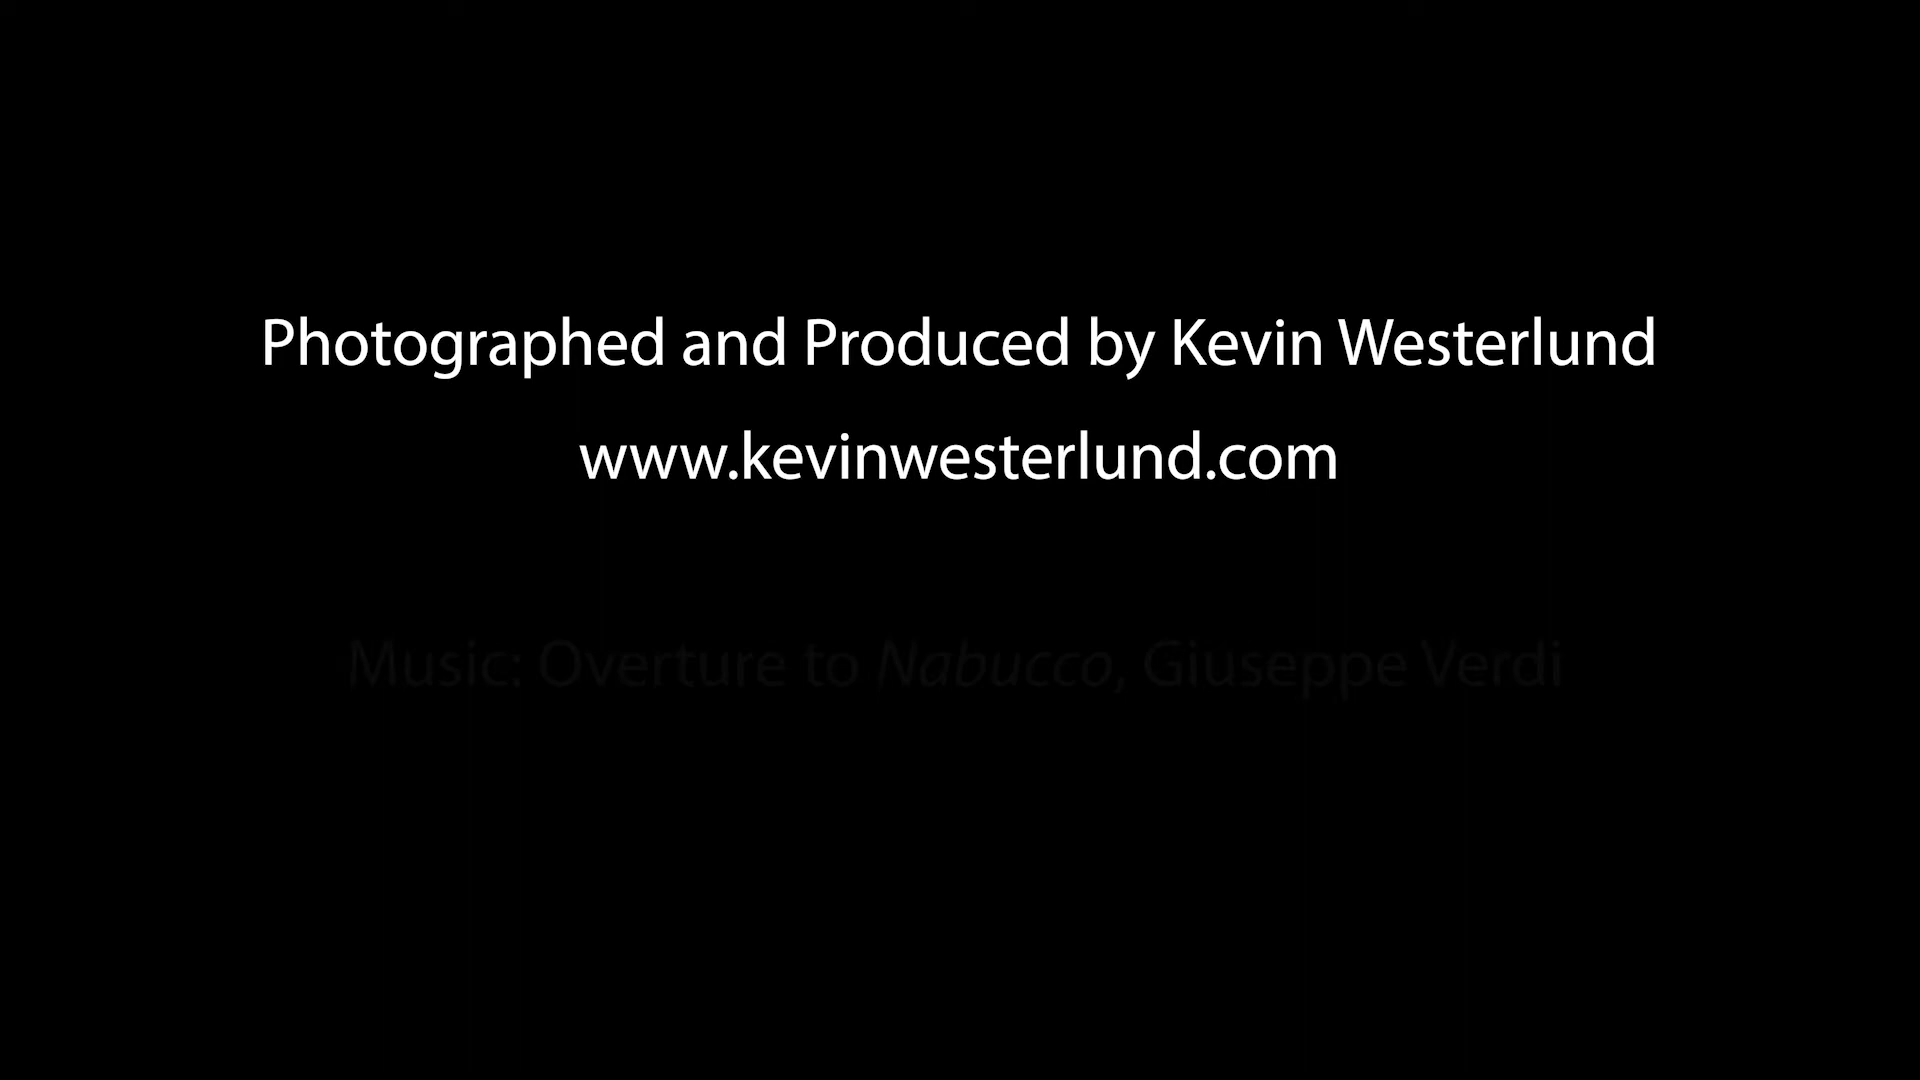 Photographed and Produced by Kevin Westerlund
www.kevinwesterlund.com
Music: Overture to Nabucco, Giuseppe Verdi